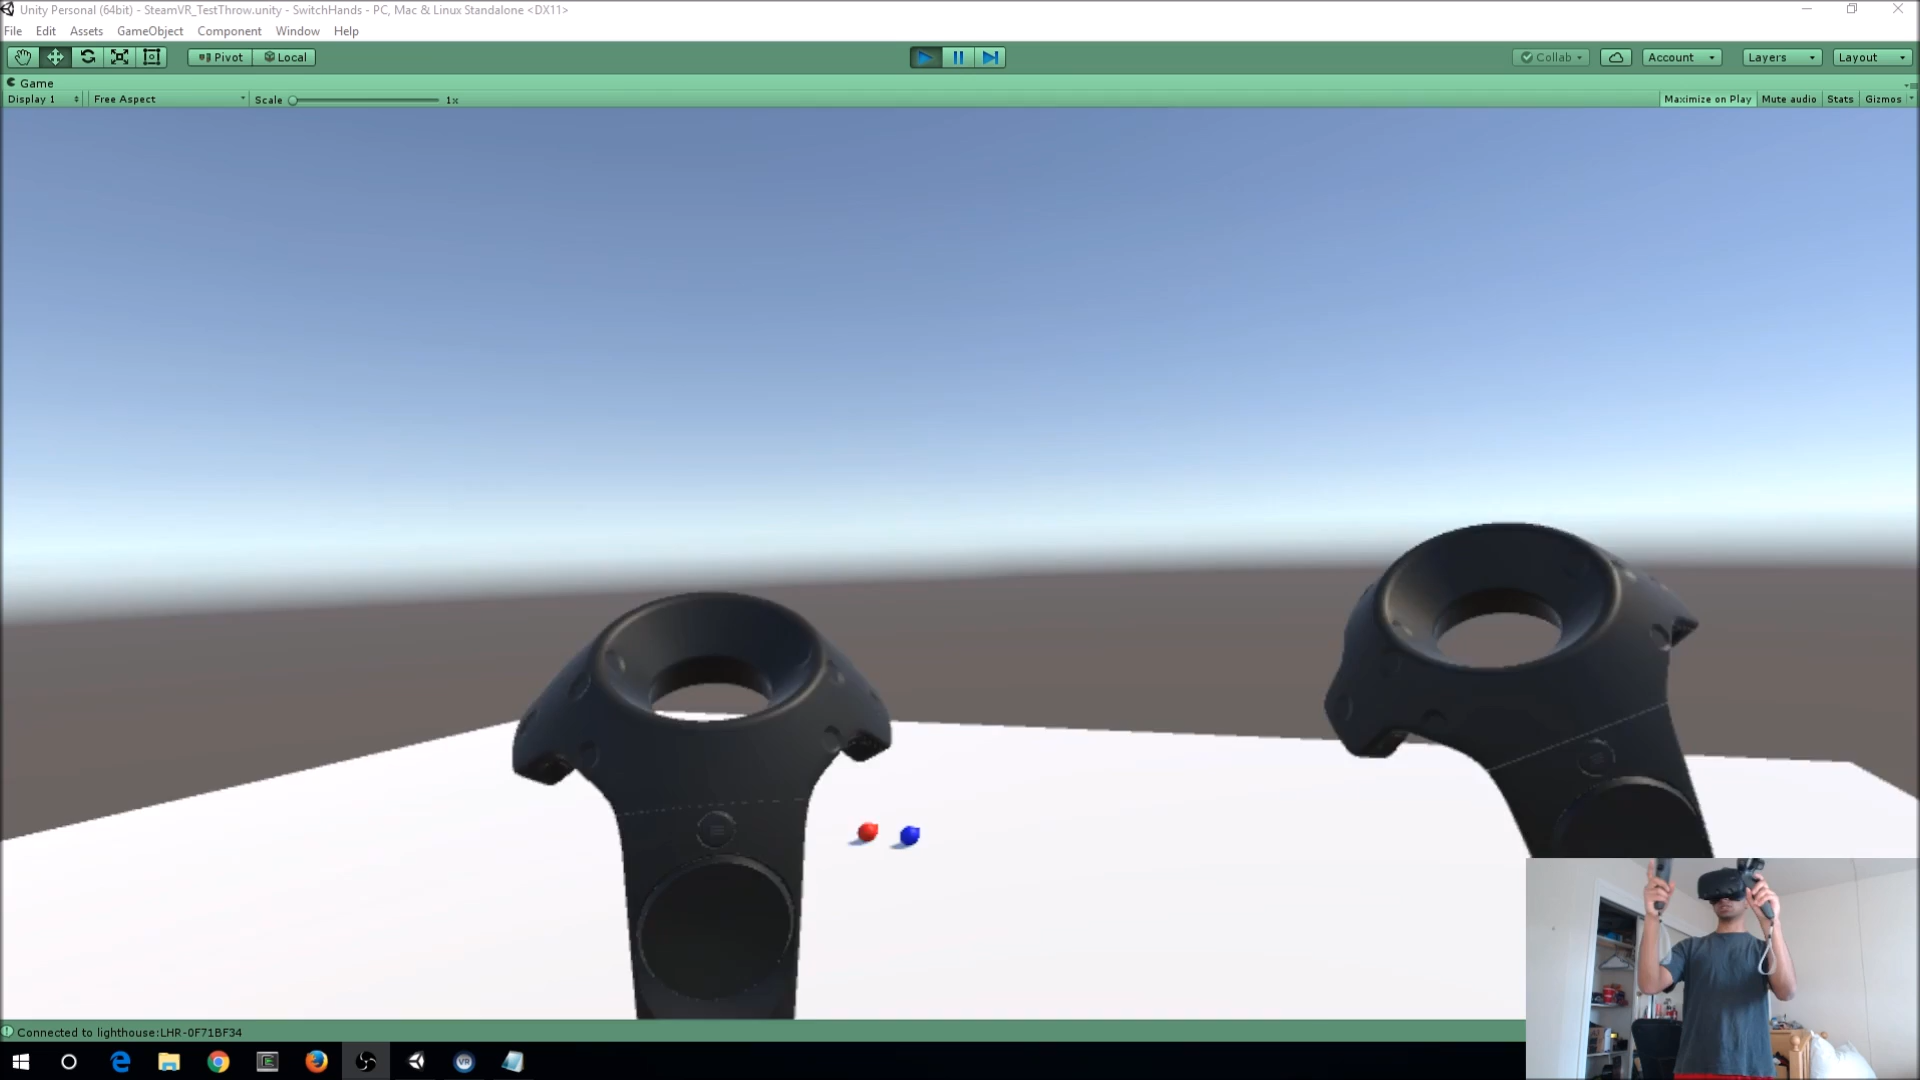 Unity Personal (64bit) - SteamVR_TestThrow.unity - SwitchHands - PC, Mac & Linux Standalone <DX11>
File Edit Assets GameObject Component Window Help
Pivot Local Collab Account Layers Layout
Game
Display 1 Free Aspect Scale 1x Maximize on Play Mute audio Stats Gizmos
Connected to lighthouse:LHR-0F71BF34
VR